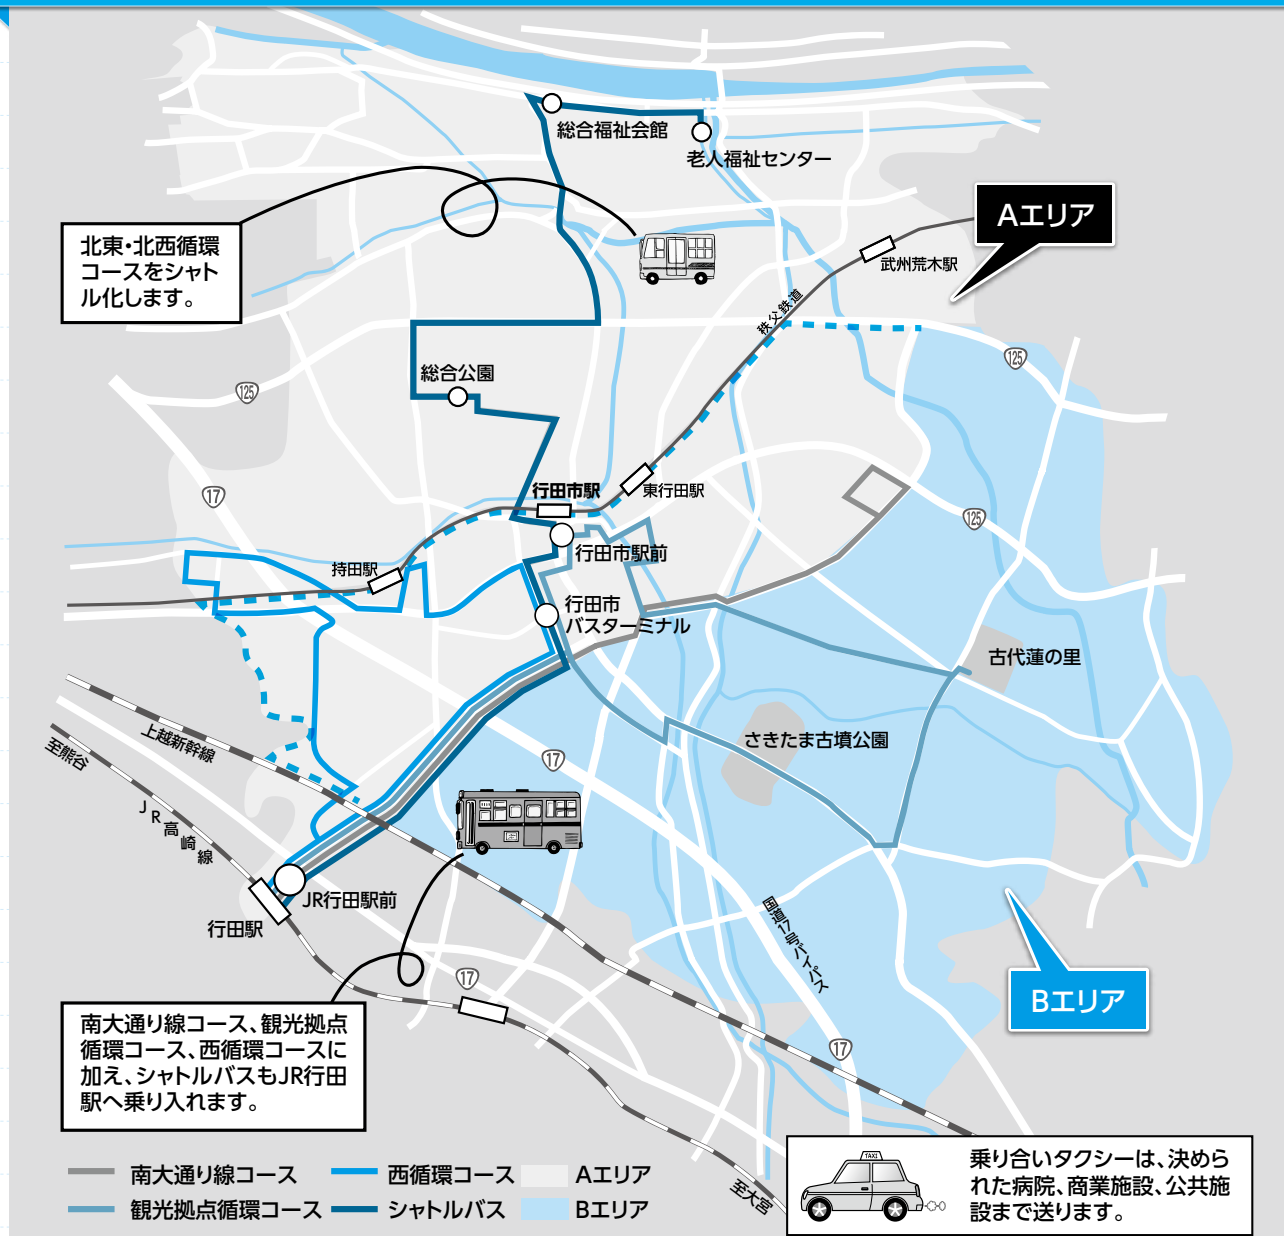 総合福祉会館
老人福祉センター
Aエリア
北東・北西循環
コースをシャト
ル化します。
武州荒木駅
秩父鉄道
125
総合公園
125
17
行田市駅
東行田駅
125
行田市駅前
持田駅
行田市
バスターミナル
古代蓮の里
上越新幹線
至熊谷
さきたま古墳公園
17
JR高崎線
JR行田駅前
行田駅
国道17号バイパス
17
Bエリア
17
南大通り線コース、観光拠点
循環コース、西循環コースに
加え、シャトルバスもJR行田
駅へ乗り入れます。
南大通り線コース
西循環コース
Aエリア
観光拠点循環コース
シャトルバス
Bエリア
至大宮
TAXI
乗り合いタクシーは、決めら
れた病院、商業施設、公共施
設まで送ります。